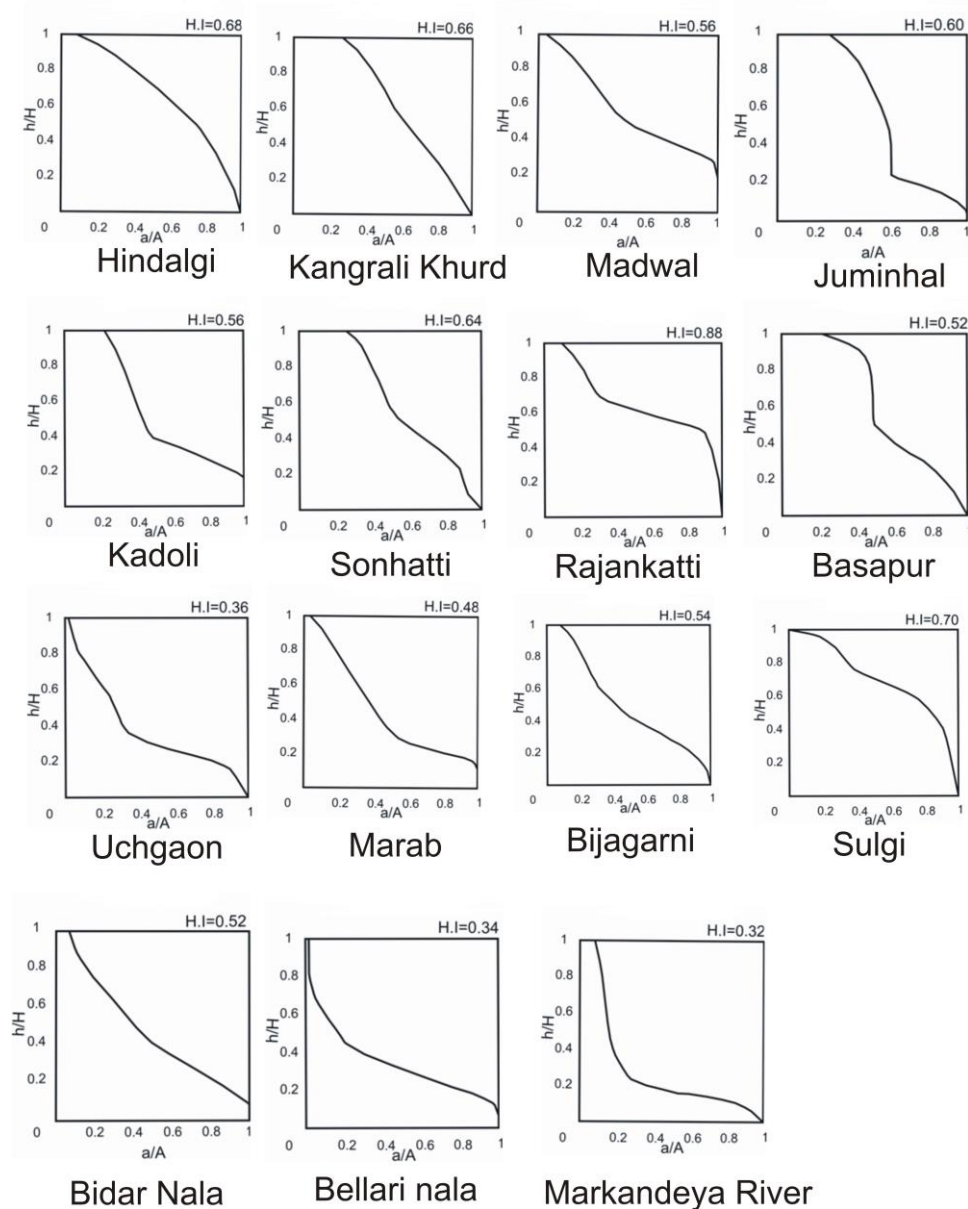 H.I=0.68
1
0.8
0.6
h/H
0.4
0.2
0
0.2
0.4
0.6
0.8
1
a/A
Hindalgi
H.I=0.66
1
0.8
0.6
h/H
0.4
0.2
0
0.2
0.4
0.6
0.8
1
a/A
Kangrali Khurd
H.I=0.56
1
0.8
0.6
h/H
0.4
0.2
0
0.2
0.4
0.6
0.8
1
a/A
Madwal
H.I=0.60
1
0.8
0.6
h/H
0.4
0.2
0
0.2
0.4
0.6
0.8
1
a/A
Juminhal
H.I=0.56
1
0.8
0.6
h/H
0.4
0.2
0
0.2
0.4
0.6
0.8
1
a/A
Kadoli
H.I=0.64
1
0.8
0.6
h/H
0.4
0.2
0
0.2
0.4
0.6
0.8
1
a/A
Sonhatti
H.I=0.88
1
0.8
0.6
h/H
0.4
0.2
0
0.2
0.4
0.6
0.8
1
a/A
Rajankatti
H.I=0.52
1
0.8
0.6
h/H
0.4
0.2
0
0.2
0.4
0.6
0.8
1
a/A
Basapur
H.I=0.36
1
0.8
0.6
h/H
0.4
0.2
0
0.2
0.4
0.6
0.8
1
a/A
Uchgaon
H.I=0.48
1
0.8
0.6
h/H
0.4
0.2
0
0.2
0.4
0.6
0.8
1
a/A
Marab
H.I=0.54
1
0.8
0.6
h/H
0.4
0.2
0
0.2
0.4
0.6
0.8
1
a/A
Bijagarni
H.I=0.70
1
0.8
0.6
h/H
0.4
0.2
0
0.2
0.4
0.6
0.8
1
a/A
Sulgi
H.I=0.52
1
0.8
0.6
h/H
0.4
0.2
0
0.2
0.4
0.6
0.8
1
a/A
Bidar Nala
H.I=0.34
1
0.8
0.6
h/H
0.4
0.2
0
0.2
0.4
0.6
0.8
1
a/A
Bellari nala
H.I=0.32
1
0.8
0.6
h/H
0.4
0.2
0
0.2
0.4
0.6
0.8
1
a/A
Markandeya River